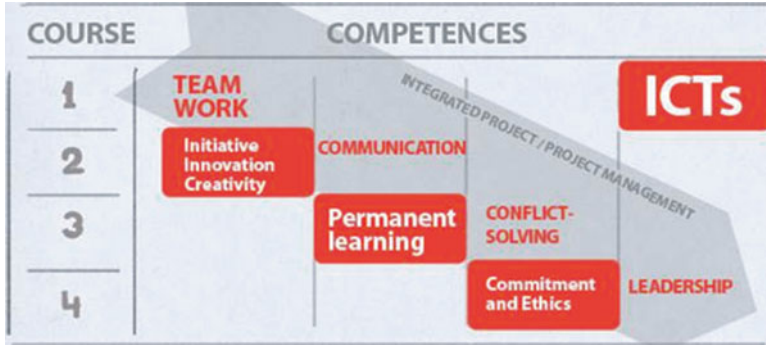 COURSE COMPETENCES
1 TEAM
WORK
ICTs
INTEGRATED PROJECT / PROJECT MANAGEMENT
2 Initiative
Innovation
Creativity
COMMUNICATION
3 Permanent
learning
CONFLICT-
SOLVING
4 Commitment
and Ethics
LEADERSHIP